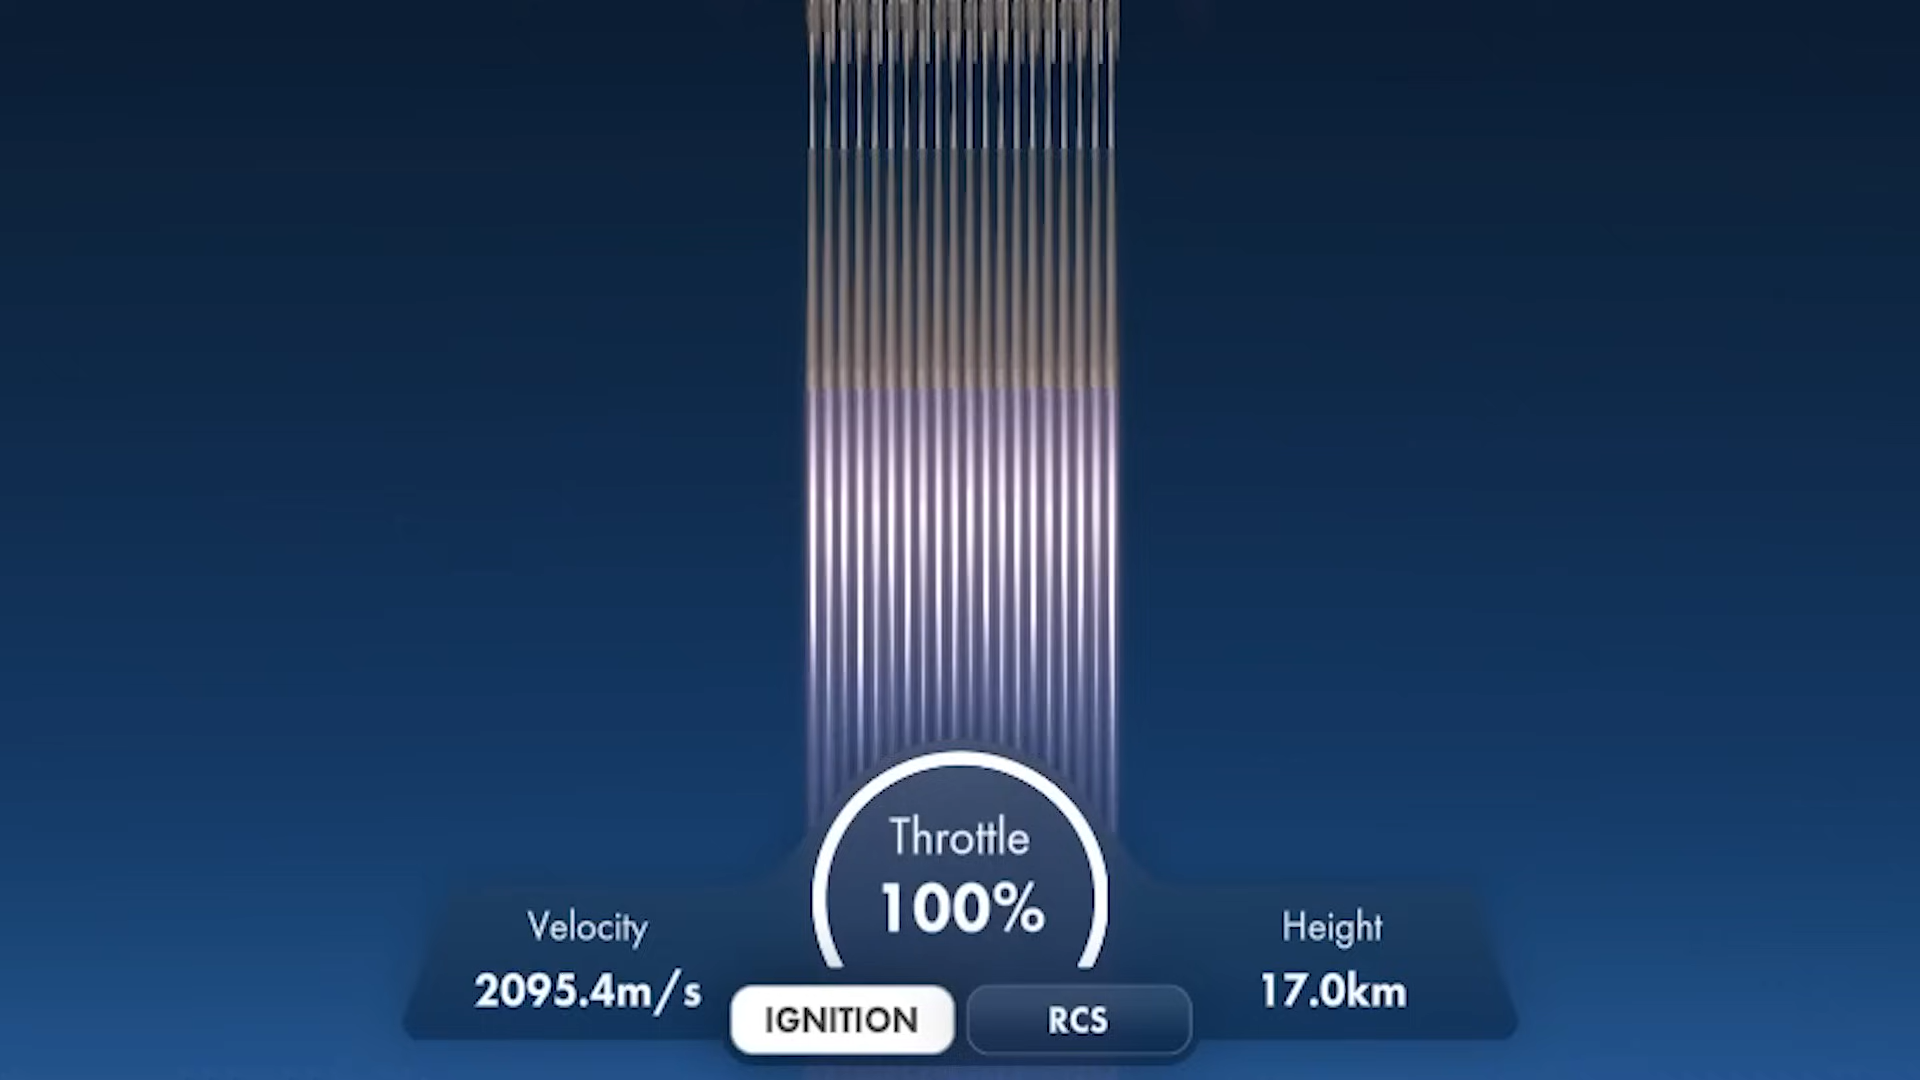 Throttle
100%
Velocity
2095.4m/s
Height
17.0km
IGNITION
RCS